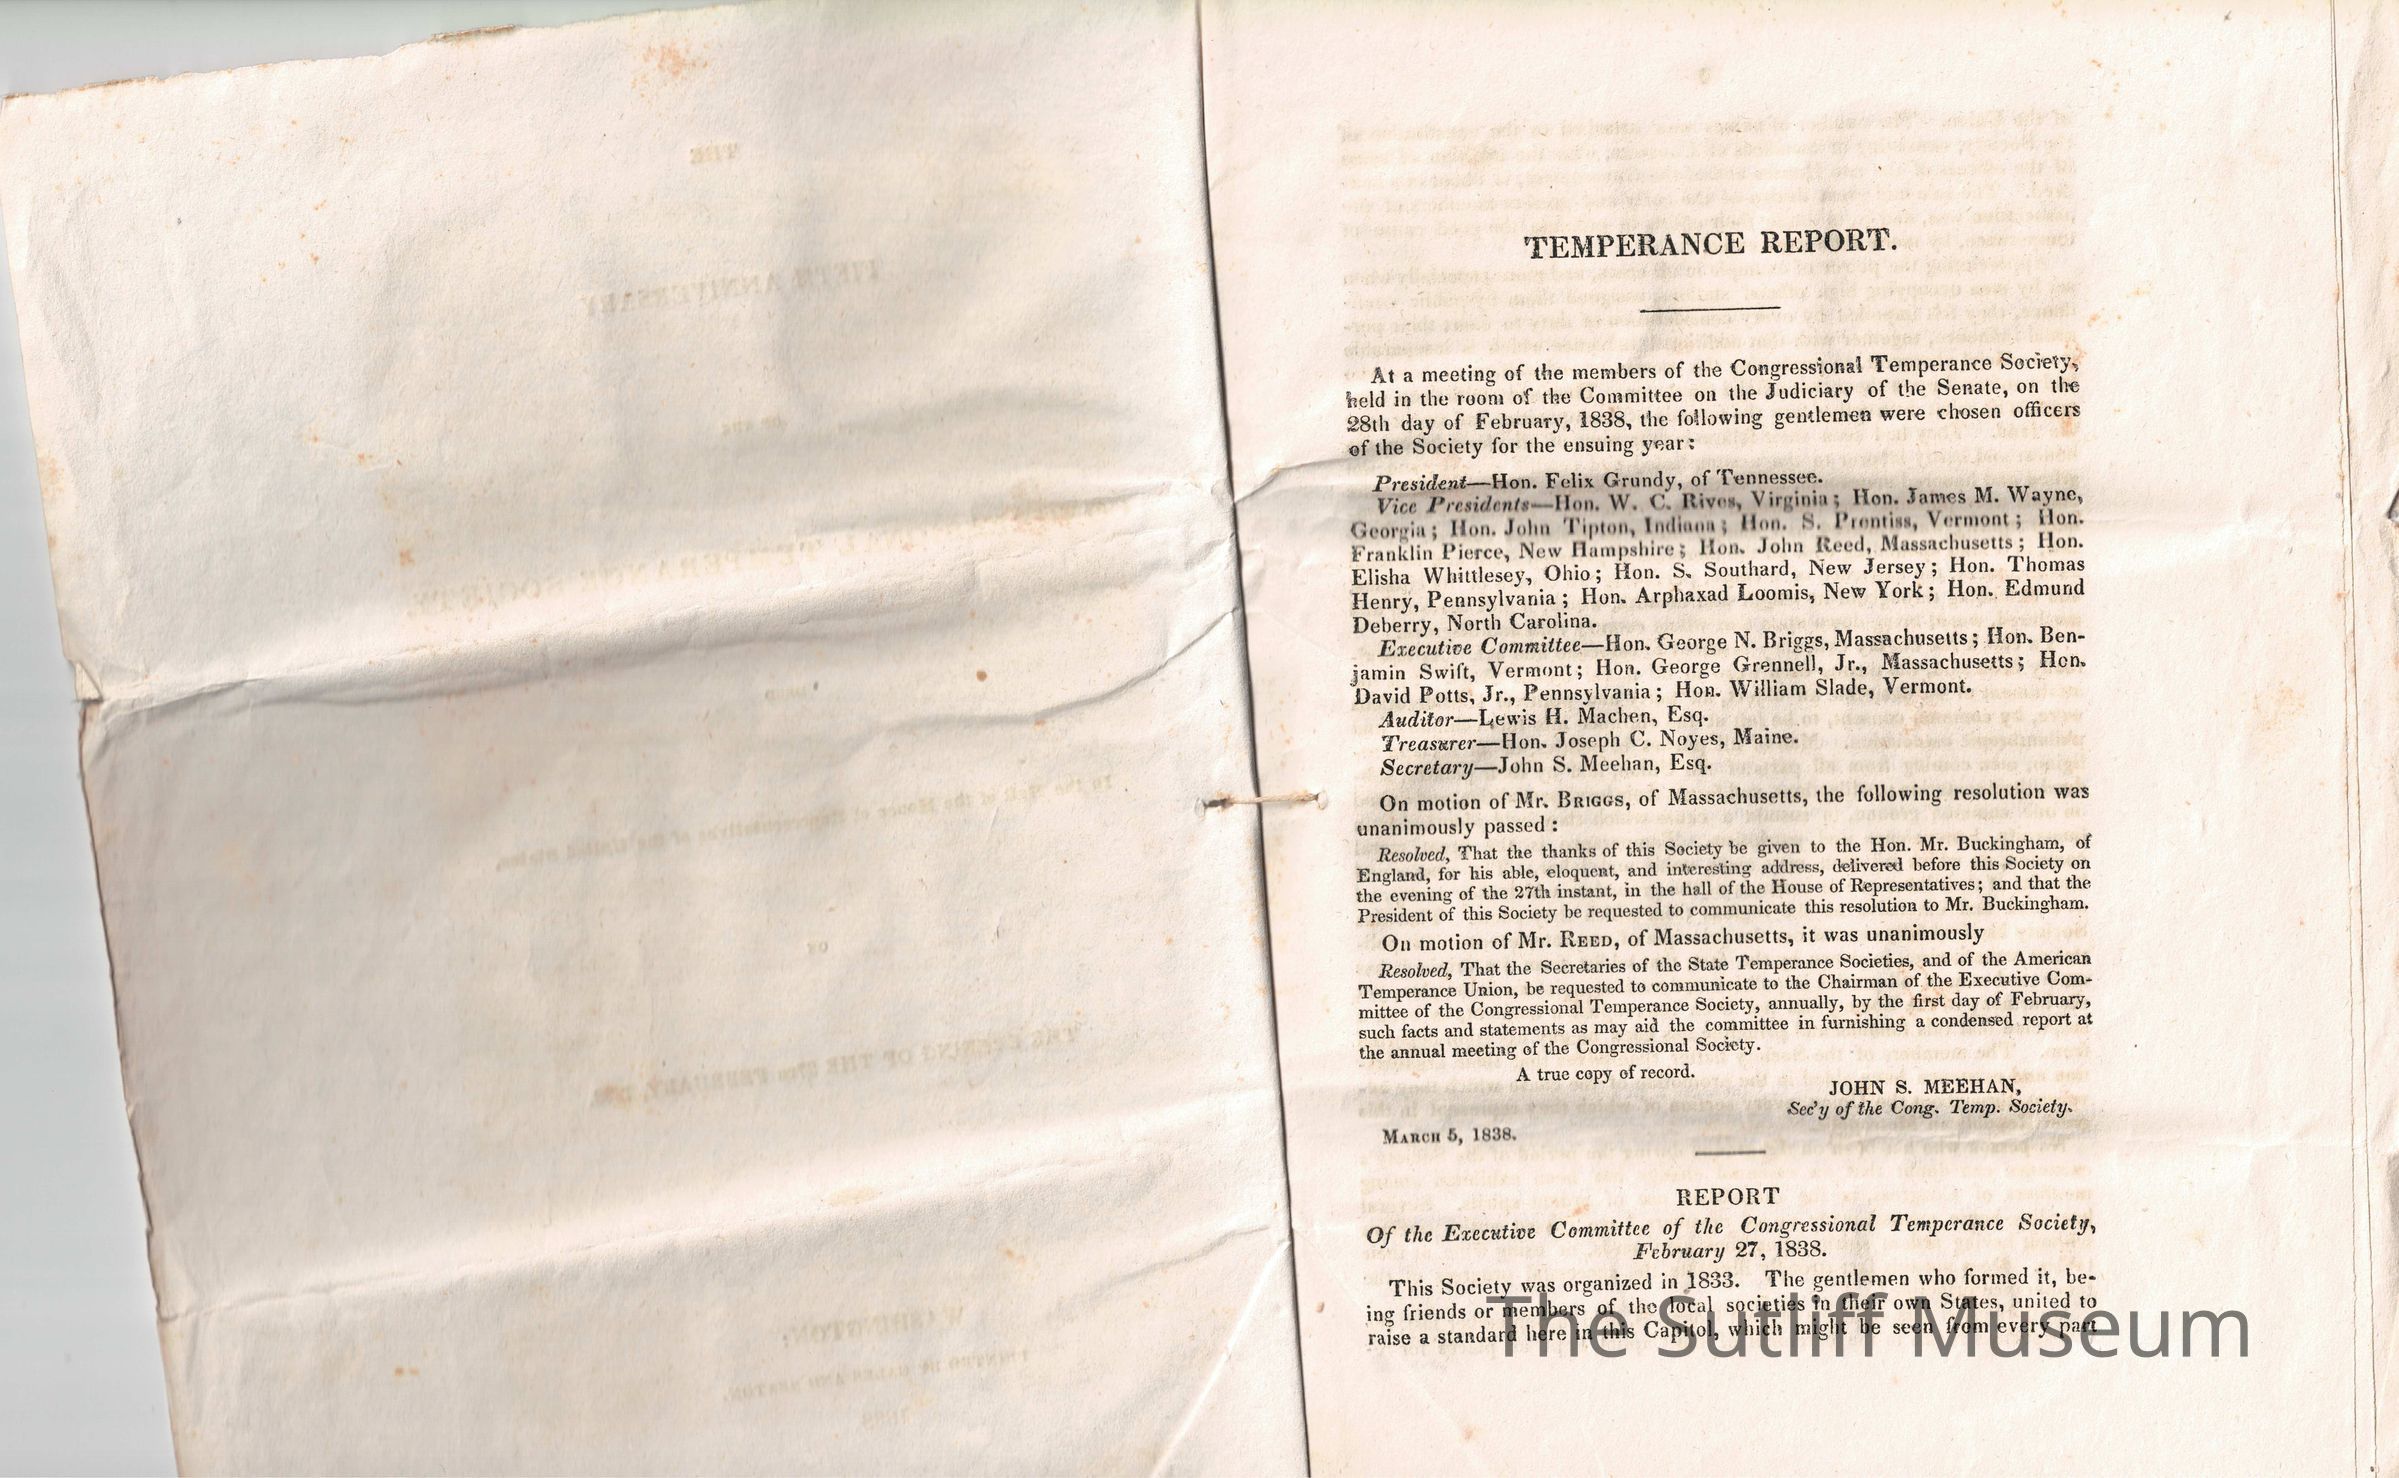 TEMPERANCE REPORT.
At a meeting of the members of the Congressional Temperance Society,
held in the room of the Committee on the Judiciary of the Senate, on the
28th day of February, 1838, the following gentlemen were chosen officers
of the Society for the ensuing year:
President—Hon. Felix Grundy, of Tennessee.
Vice Presidents—Hon. W. C. Rives, Virginia; Hon. James M. Wayne,
Georgia; Hon. John Tipton, Indiana; Hon. S. Prentiss, Vermont; Hon.
Franklin Pierce, New Hampshire; Hon. John Reed, Massachusetts; Hon.
Elisha Whittlesey, Ohio; Hon. S. Southard, New Jersey; Hon. Thomas
Henry, Pennsylvania; Hon. Arphaxad Loomis, New York; Hon. Edmund
Deberry, North Carolina.
Executive Committee—Hon. George N. Briggs, Massachusetts; Hon. Ben-
jamin Swift, Vermont; Hon. George Grennell, Jr., Massachusetts; Hon.
David Potts, Jr., Pennsylvania; Hon. William Slade, Vermont.
Auditor—Lewis H. Machen, Esq.
Treasurer—Hon. Joseph C. Noyes, Maine.
Secretary—John S. Meehan, Esq.
On motion of Mr. BRIGGS, of Massachusetts, the following resolution was
unanimously passed:
Resolved, That the thanks of this Society be given to the Hon. Mr. Buckingham, of
England, for his able, eloquent, and interesting address, delivered before this Society on
the evening of the 27th instant, in the hall of the House of Representatives; and that the
President of this Society be requested to communicate this resolution to Mr. Buckingham.
On motion of Mr. REED, of Massachusetts, it was unanimously
Resolved, That the Secretaries of the State Temperance Societies, and of the American
Temperance Union, be requested to communicate to the Chairman of the Executive Com-
mittee of the Congressional Temperance Society, annually, by the first day of February,
such facts and statements as may aid the committee in furnishing a condensed report at
the annual meeting of the Congressional Society.
A true copy of record.
JOHN S. MEEHAN,
Sec'y of the Cong. Temp. Society.
MARCH 5, 1838.
REPORT
Of the Executive Committee of the Congressional Temperance Society,
February 27, 1838.
This Society was organized in 1833. The gentlemen who formed it, be-
ing friends or members of the local societies in their own States, united to
raise a standard here in this Capitol, which might be seen from every part
The Sutliff Museum